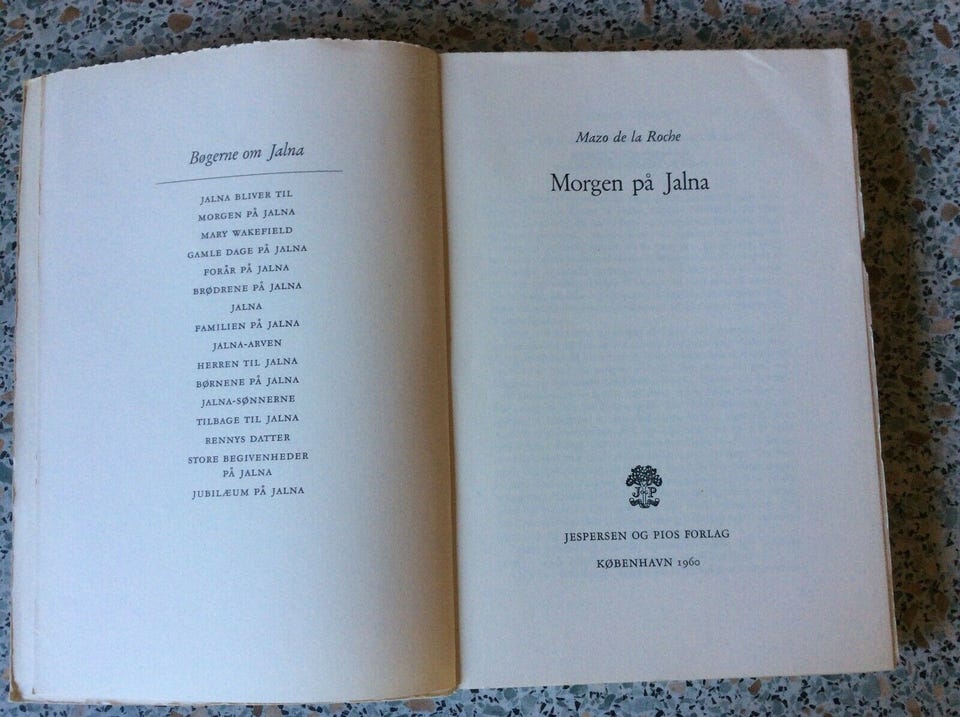 Bøgerne om Jalna
JALNA BLIVER TIL
MORGEN PÅ JALNA
MARY WAKEFIELD
GAMLE DAGE PÅ JALNA
FORÅR PÅ JALNA
BRØDRENE PÅ JALNA
JALNA
FAMILIEN PÅ JALNA
JALNA-ARVEN
HERREN TIL JALNA
BØRNENE PÅ JALNA
JALNA-SØNNERNE
TILBAGE TIL JALNA
RENNYS DATTER
STORE BEGIVENHEDER
PÅ JALNA
JUBILÆUM PÅ JALNA
Mazo de la Roche
Morgen på Jalna
J P
JESPERSEN OG PIOS FORLAG
KØBENHAVN 1960